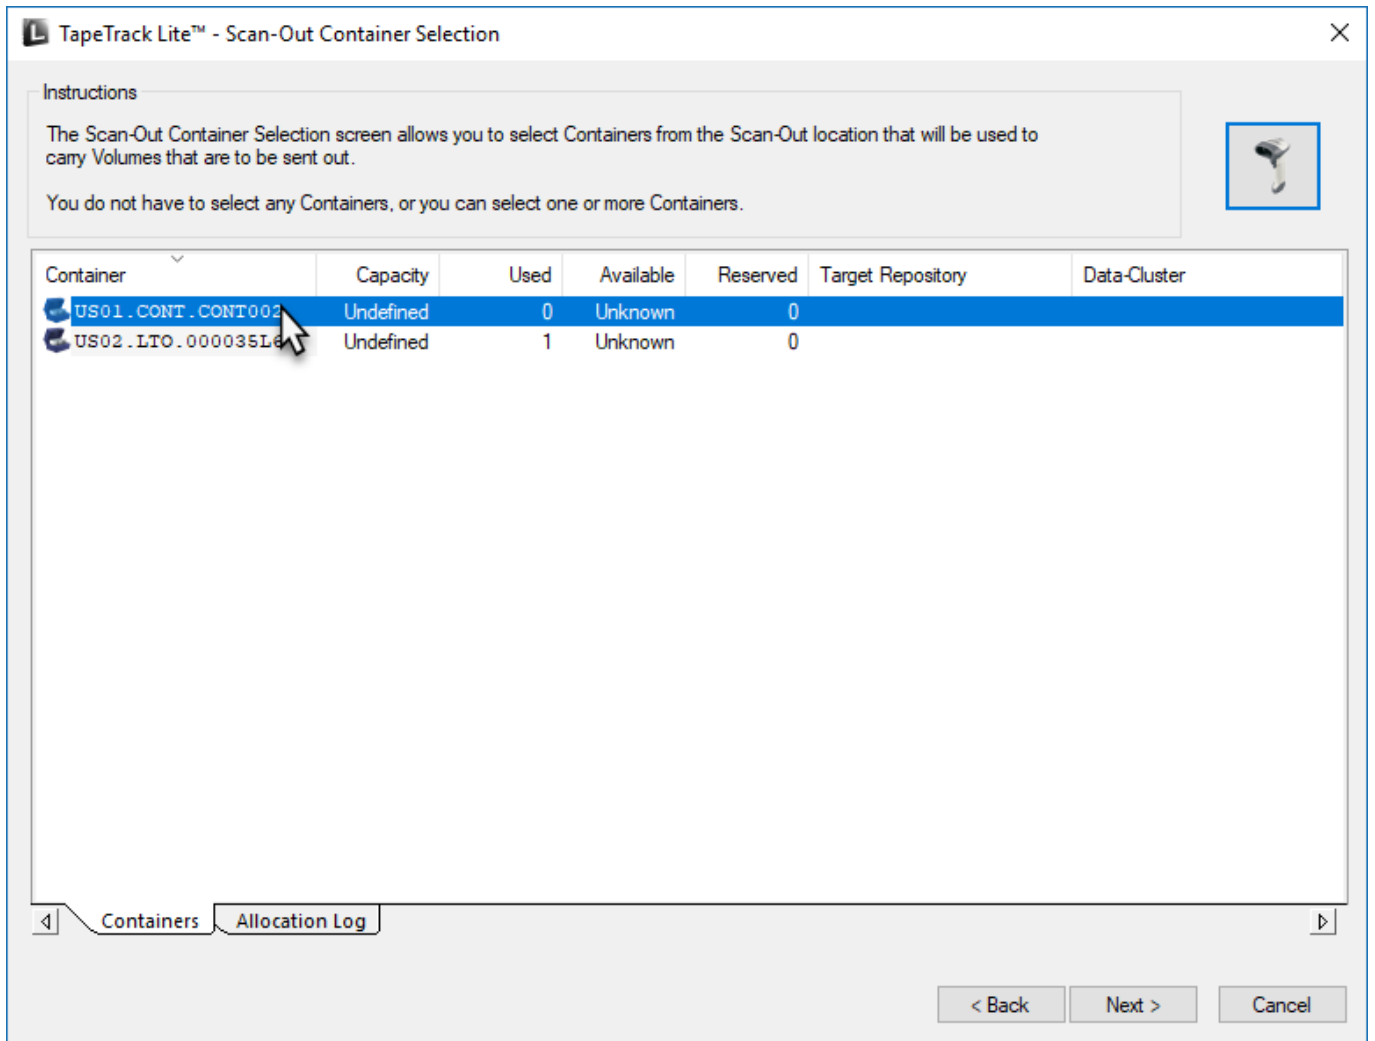 TapeTrack Lite™ - Scan-Out Container Selection
Instructions
The Scan-Out Container Selection screen allows you to select Containers from the Scan-Out location that will be used to
carry Volumes that are to be sent out.
You do not have to select any Containers, or you can select one or more Containers.
Container Capacity Used Available Reserved Target Repository Data-Cluster
US01.CONT.CONT002 Undefined 0 Unknown 0
Undefined 1 Unknown 0
Containers Allocation Log
< Back Next > Cancel